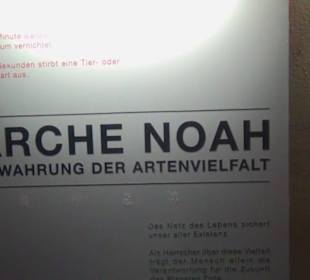 Minute
um vernichtet.
Sekunden stirbt eine Tier- oder
art aus.
ARCHE NOAH
WAHRUNG DER ARTENVIELFALT
Das Netz des Lebens sichert
unser aller Existenz.
Als Herrscher über diese Vielfalt
trägt der Mensch allein die
Verantwortung für die Zukunft